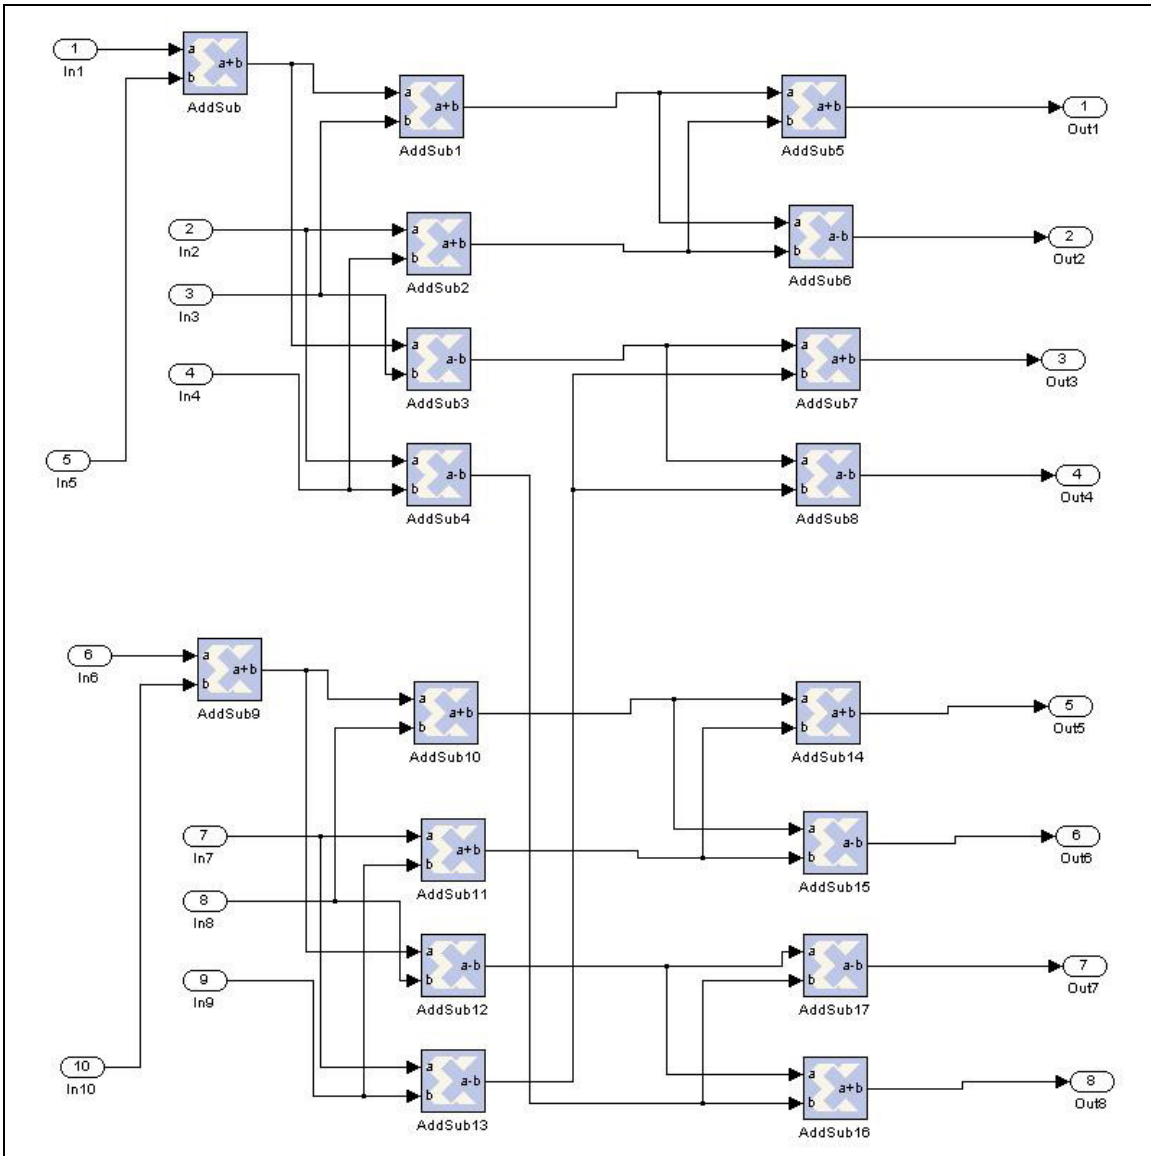 1
In1
a
b
a+b
AddSub
a
b
a+b
AddSub1
a
b
a+b
AddSub5
1
Out1
2
In2
a
b
a+b
AddSub2
a
b
a-b
AddSub6
2
Out2
3
In3
a
b
a-b
AddSub3
a
b
a+b
AddSub7
3
Out3
4
In4
5
In5
a
b
a-b
AddSub4
a
b
a-b
AddSub8
4
Out4
6
In6
a
b
a+b
AddSub9
a
b
a+b
AddSub10
a
b
a+b
AddSub14
5
Out5
7
In7
a
b
a+b
AddSub11
a
b
a-b
AddSub15
6
Out6
8
In8
a
b
a-b
AddSub12
a
b
a-b
AddSub17
7
Out7
9
In9
10
In10
a
b
a-b
AddSub13
a
b
a+b
AddSub16
8
Out8